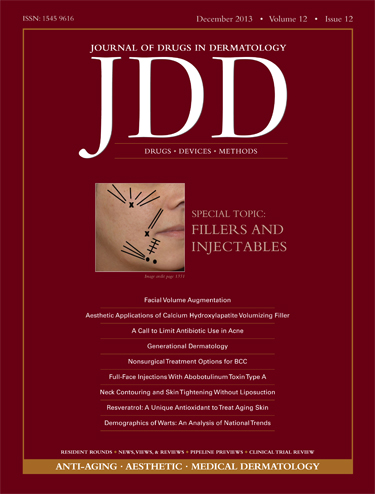 ISSN: 1545 9616
December 2013 • Volume 12 • Issue 12
JOURNAL OF DRUGS IN DERMATOLOGY
JDD
DRUGS • DEVICES • METHODS
SPECIAL TOPIC:
FILLERS AND
INJECTABLES
Image with page 1351
Facial Volume Augmentation
Aesthetic Applications of Calcium Hydroxylapatite Volumizing Filler
A Call to Limit Antibiotic Use in Acne
Generational Dermatology
Nonsurgical Treatment Options for BCC
Full-Face Injections With Abobotulinum Toxin Type A
Neck Contouring and Skin Tightening Without Liposuction
Resveratrol: A Unique Antioxidant to Treat Aging Skin
Demographics of Warts: An Analysis of National Trends
RESIDENT ROUNDS • NEWS, VIEWS, & REVIEWS • PIPELINE PREVIEWS • CLINICAL TRIAL REVIEW
ANTI-AGING • AESTHETIC • MEDICAL DERMATOLOGY